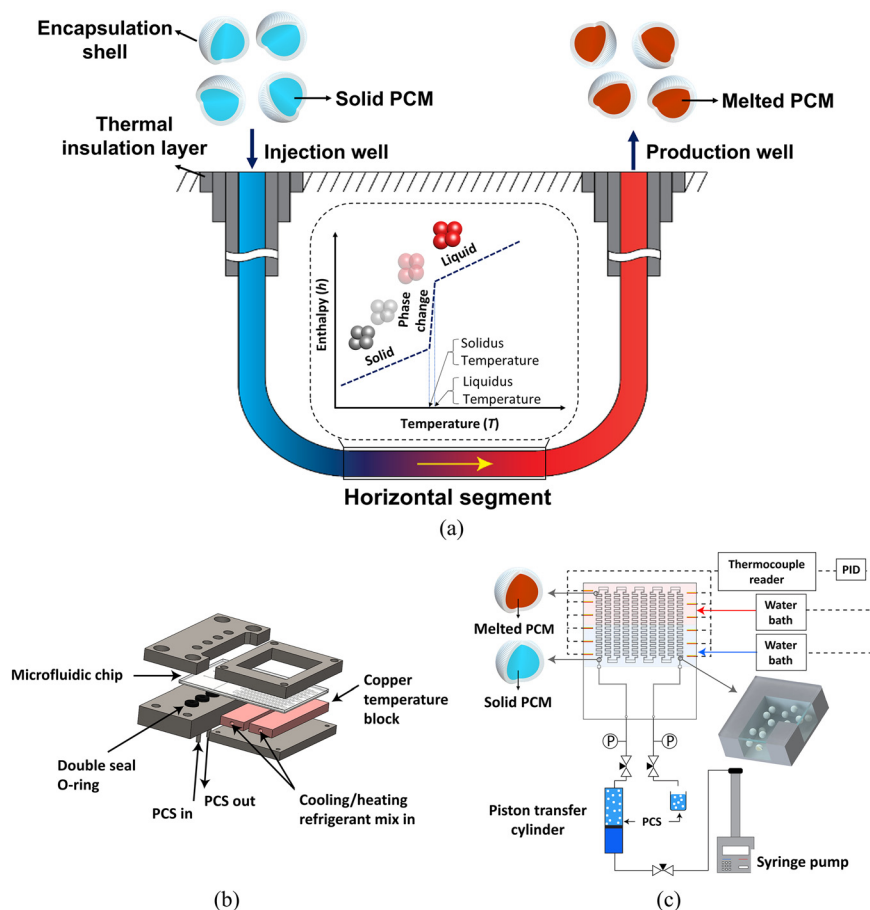 Encapsulation
shell
Solid PCM
Melted PCM
Thermal
insulation layer
Injection well
Production well
Enthalpy (h)
Solid
Phase
change
Liquid
Solidus
Temperature
Liquidus
Temperature
Temperature (T)
Horizontal segment
(a)
Microfluidic chip
Copper
temperature
block
Double seal
O-ring
PCS in
PCS out
Cooling/heating
refrigerant mix in
(b)
Thermocouple
reader
PID
Water
bath
Water
bath
Melted PCM
Solid PCM
P
P
Piston transfer
cylinder
PCS
Syringe pump
(c)